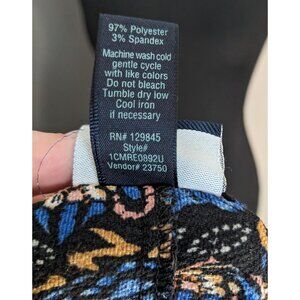 97% Polyester
3% Spandex
Machine wash cold
gentle cycle
with like colors
Do not bleach
Tumble dry low
Cool iron
if necessary
RN# 129845
Style#
1CMRE0892U
Vendor# 23750